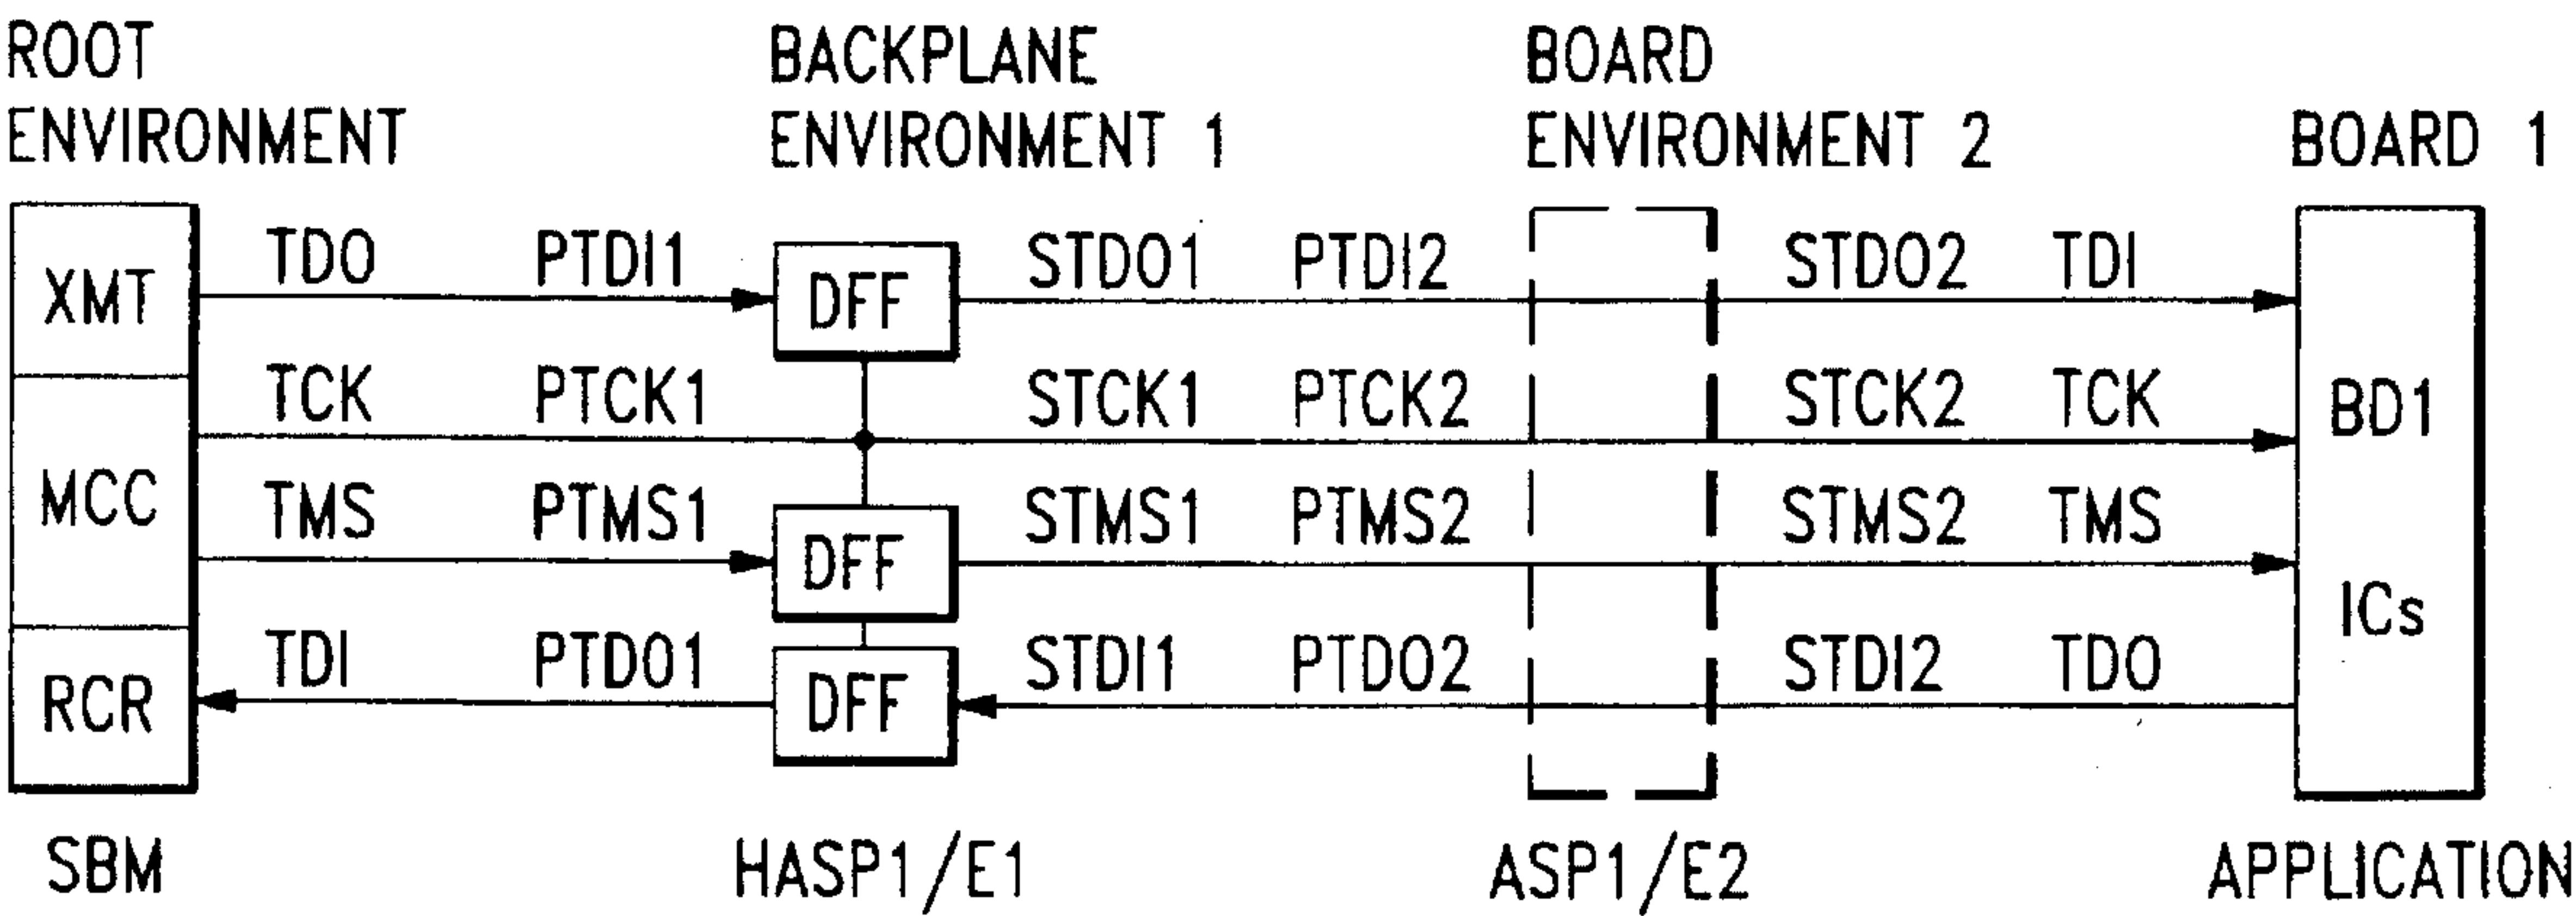 ROOT
ENVIRONMENT
BACKPLANE
ENVIRONMENT 1
BOARD
ENVIRONMENT 2
BOARD 1
XMT
TDO PTDI1 DFF STDO1 PTDI2 STDO2 TDI
TCK PTCK1 STCK1 PTCK2 STCK2 TCK
BD1
MCC
TMS PTMS1 DFF STMS1 PTMS2 STMS2 TMS
ICs
RCR
TDI PTDO1 DFF STDI1 PTDO2 STDI2 TDO
SBM HASP1/E1 ASP1/E2 APPLICATION